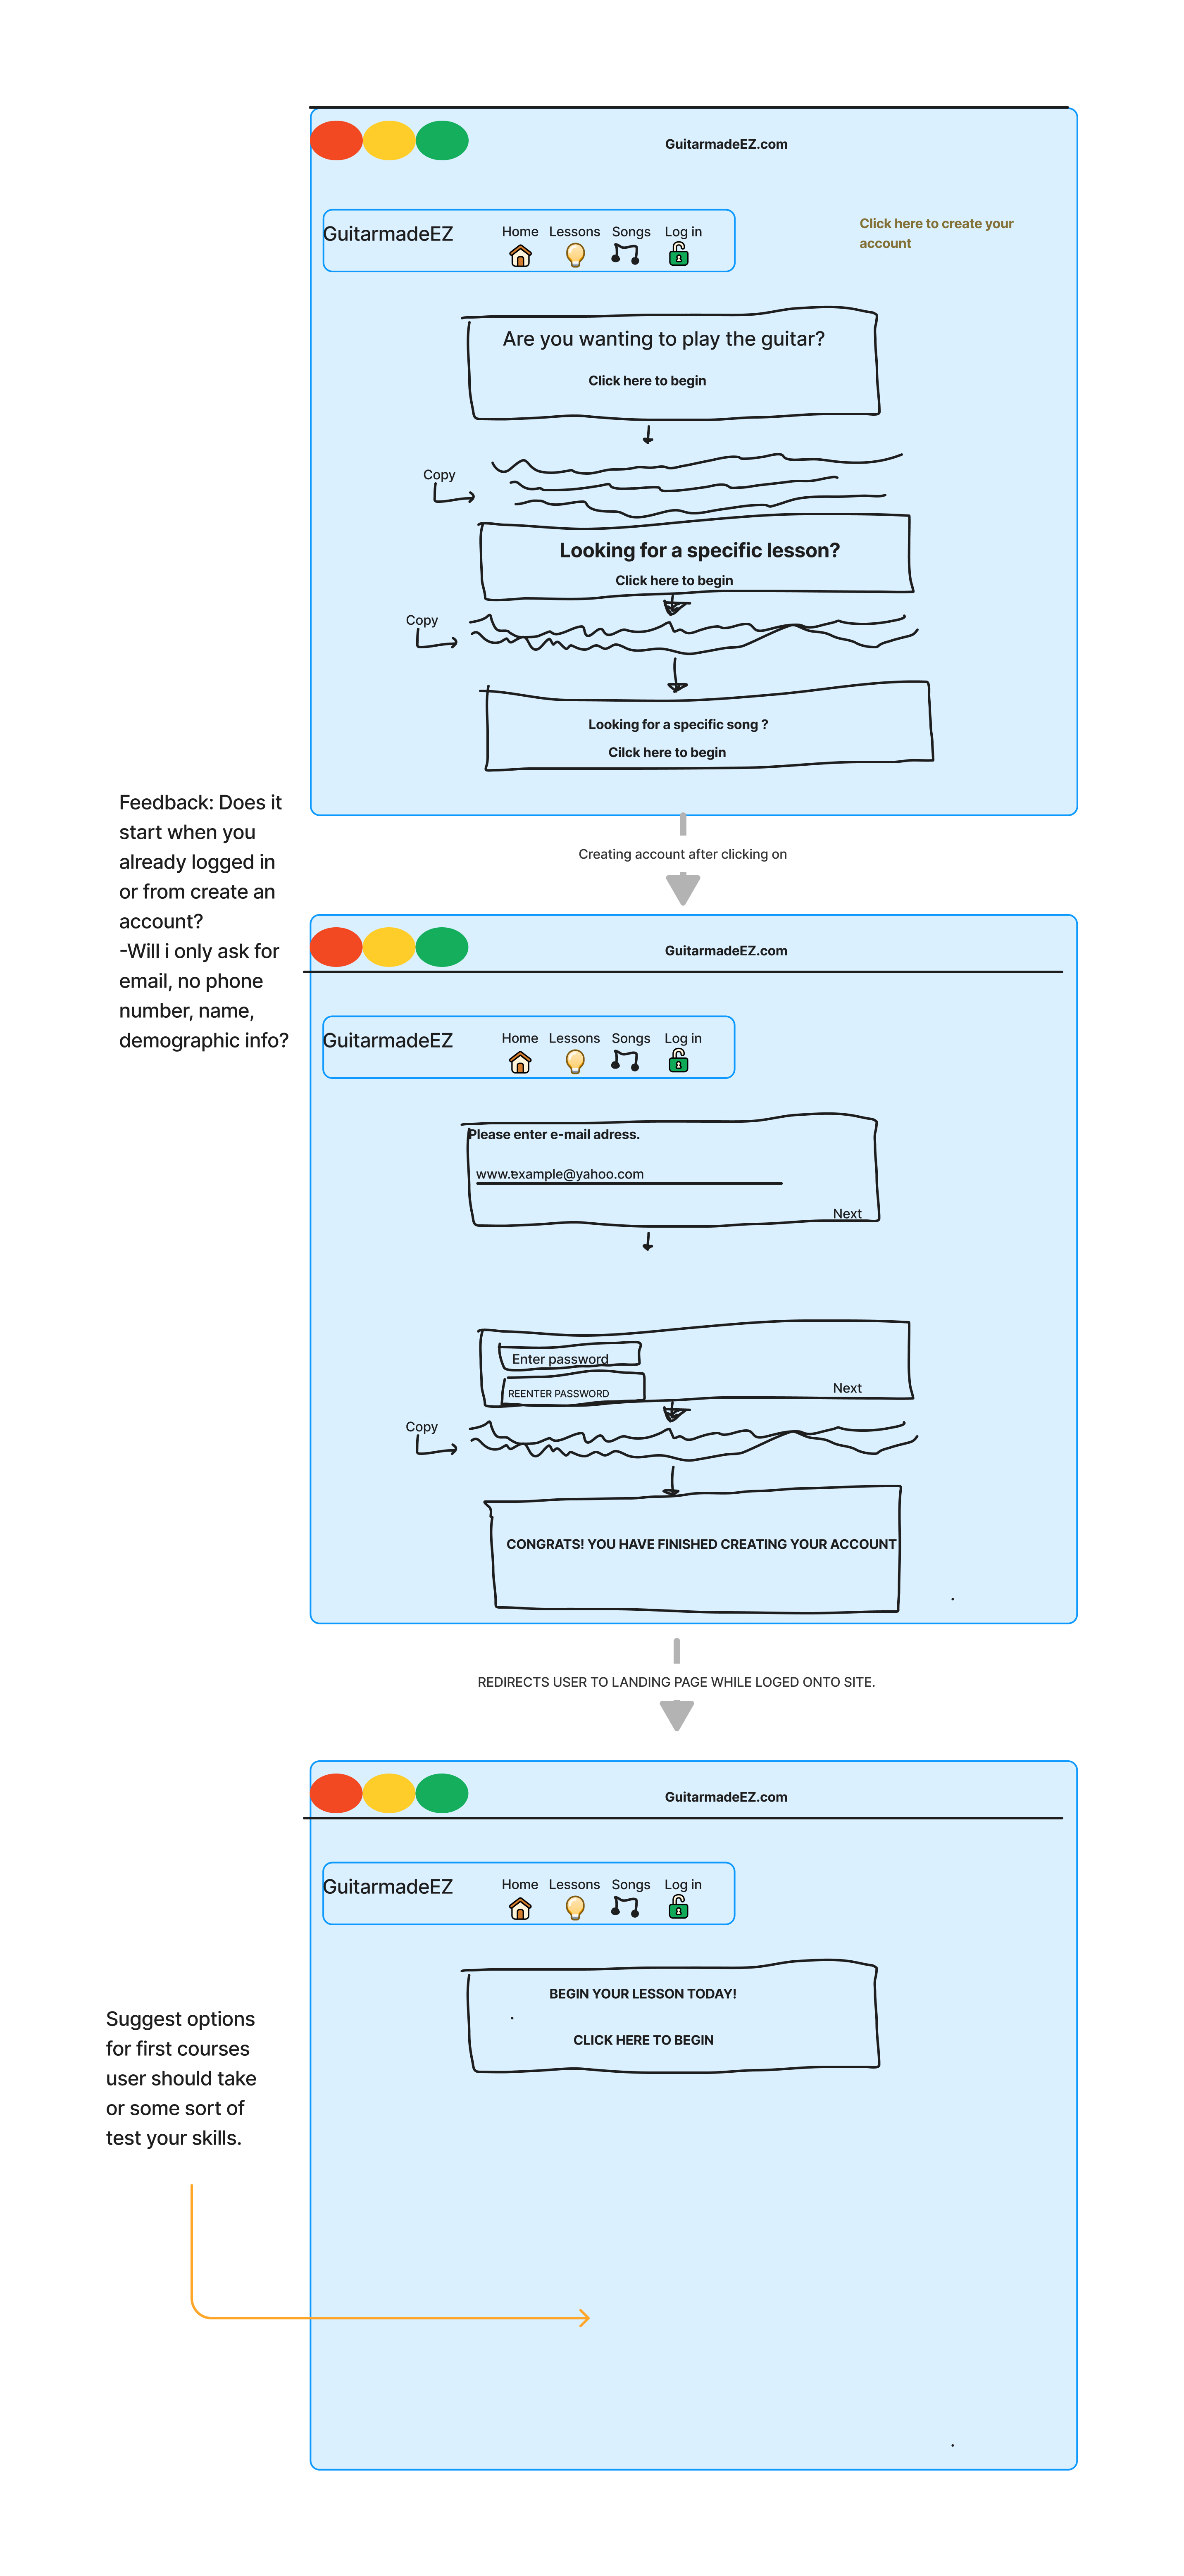 GuitarmadeEZ.com
GuitarmadeEZ
Home Lessons Songs Log in
Click here to create your
account
Are you wanting to play the guitar?
Click here to begin
Copy
Looking for a specific lesson?
Click here to begin
Copy
Looking for a specific song ?
Cilck here to begin
Feedback: Does it
start when you
already logged in
or from create an
account?
-Will i only ask for
email, no phone
number, name,
demographic info?
Creating account after clicking on
GuitarmadeEZ.com
GuitarmadeEZ
Home Lessons Songs Log in
Please enter e-mail adress.
www.example@yahoo.com
Next
Enter password
REENTER PASSWORD
Next
Copy
CONGRATS! YOU HAVE FINISHED CREATING YOUR ACCOUNT
REDIRECTS USER TO LANDING PAGE WHILE LOGED ONTO SITE.
GuitarmadeEZ.com
GuitarmadeEZ
Home Lessons Songs Log in
BEGIN YOUR LESSON TODAY!
CLICK HERE TO BEGIN
Suggest options
for first courses
user should take
or some sort of
test your skills.